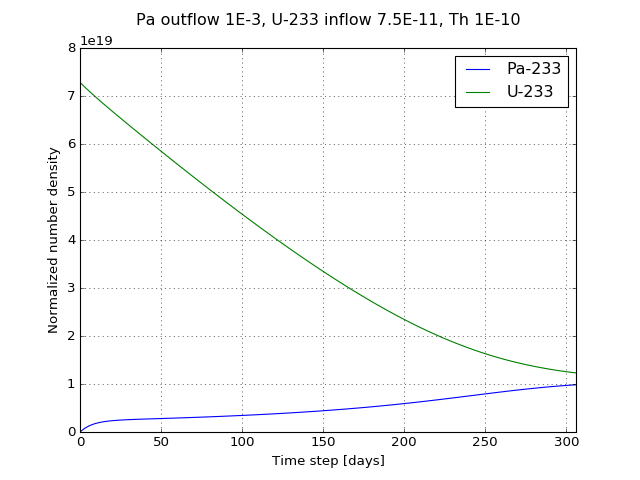 Pa outflow 1E-3, U-233 inflow 7.5E-11, Th 1E-10
1e19
8
7
6
5
4
3
2
1
0
Normalized number density
Pa-233
U-233
0 50 100 150 200 250 300
Time step [days]